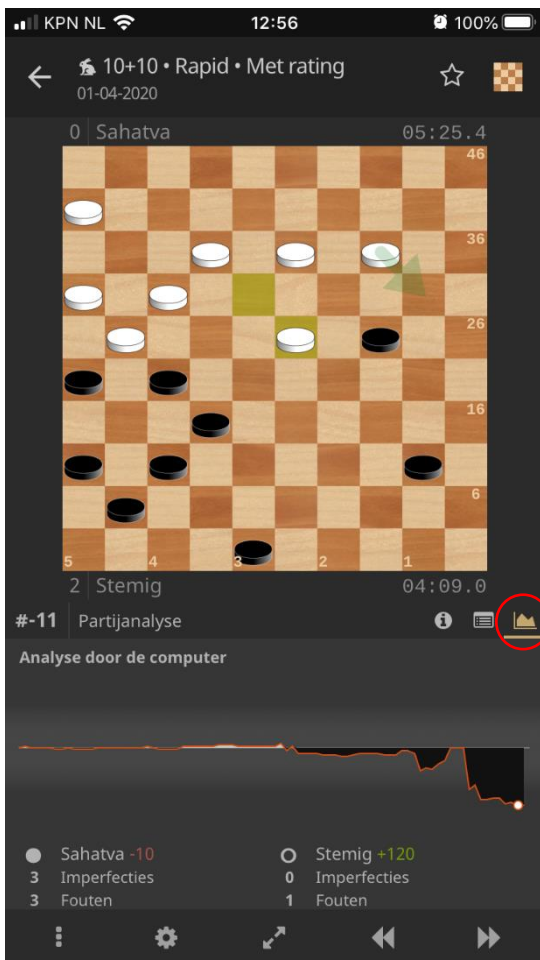 KPN NL 12:56 100%
10+10 • Rapid • Met rating
01-04-2020
0 Sahatva 05:25.4
46
36
26
16
6
5 4 3 2 1
2 Stemig 04:09.0
#-11 Partijanalyse
Analyse door de computer
Sahatva -10 Stemig +120
3 Imperfecties 0 Imperfecties
3 Fouten 1 Fouten